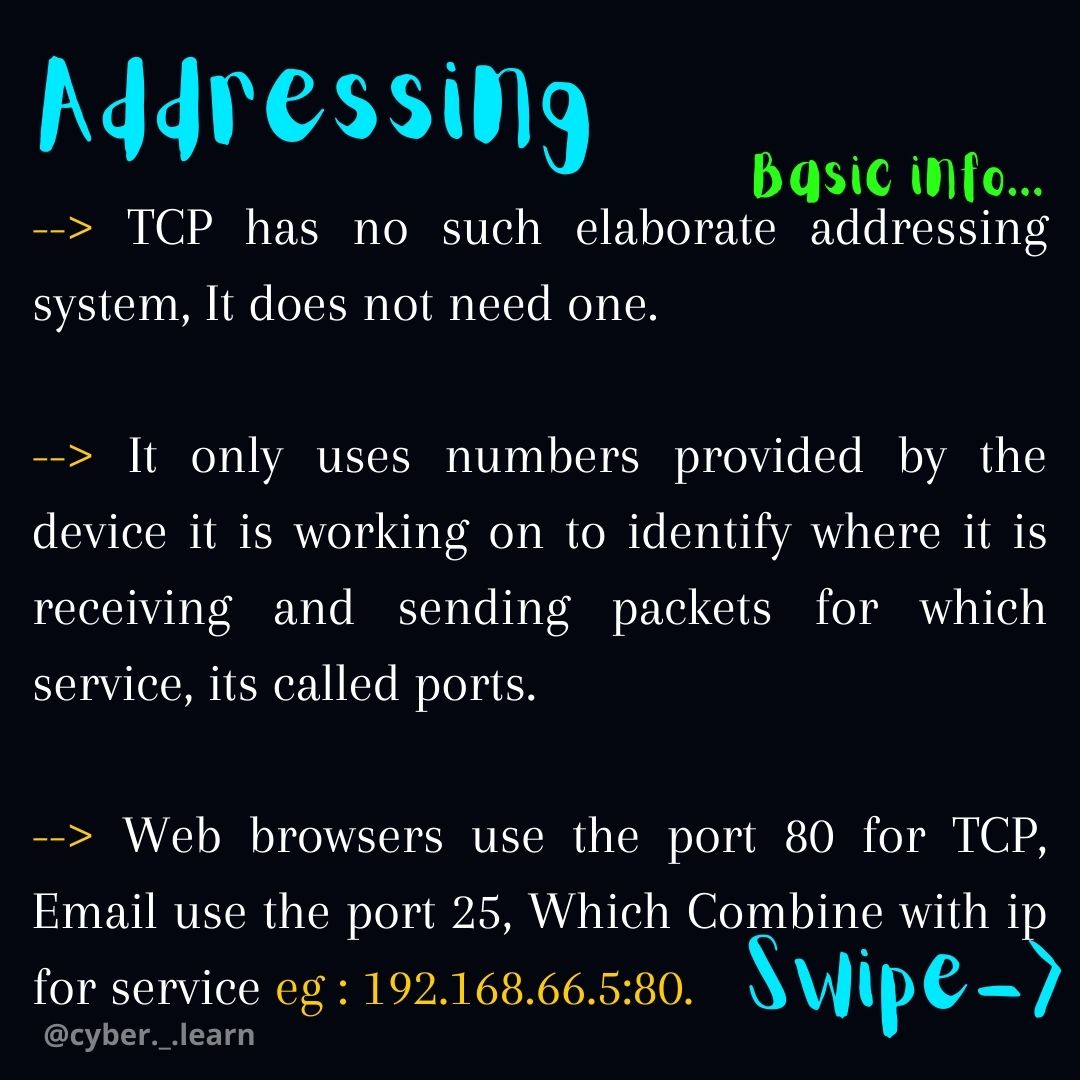 Addressing
Basic info...
--> TCP has no such elaborate addressing
system, It does not need one.
--> It only uses numbers provided by the
device it is working on to identify where it is
receiving and sending packets for which
service, its called ports.
--> Web browsers use the port 80 for TCP,
Email use the port 25, Which Combine with ip
for service eg : 192.168.66.5:80.
Swipe->
@cyber._.learn